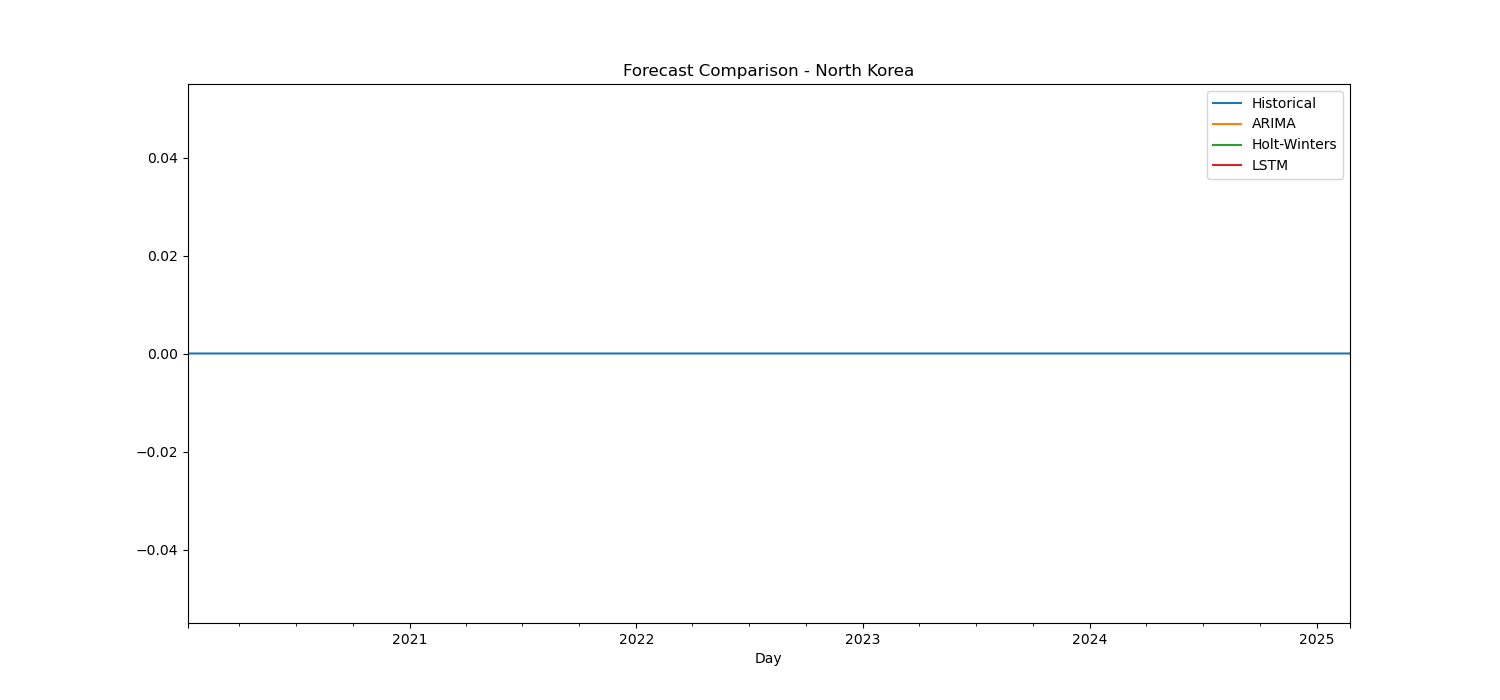 Forecast Comparison - North Korea
Historical
ARIMA
Holt-Winters
LSTM
0.04
0.02
0.00
−0.02
−0.04
2021
2022
2023
2024
2025
Day